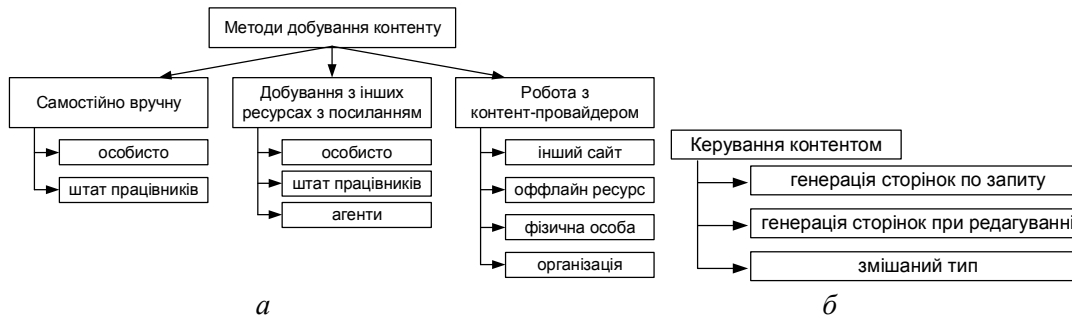 Методи добування контенту
Самостійно вручну
особисто
штат працівників
Добування з інших
ресурсах з посиланням
особисто
штат працівників
агенти
Робота з
контент-провайдером
інший сайт
оффлайн ресурс
фізична особа
організація
а
Керування контентом
генерація сторінок по запиту
генерація сторінок при редагуванні
змішаний тип
б